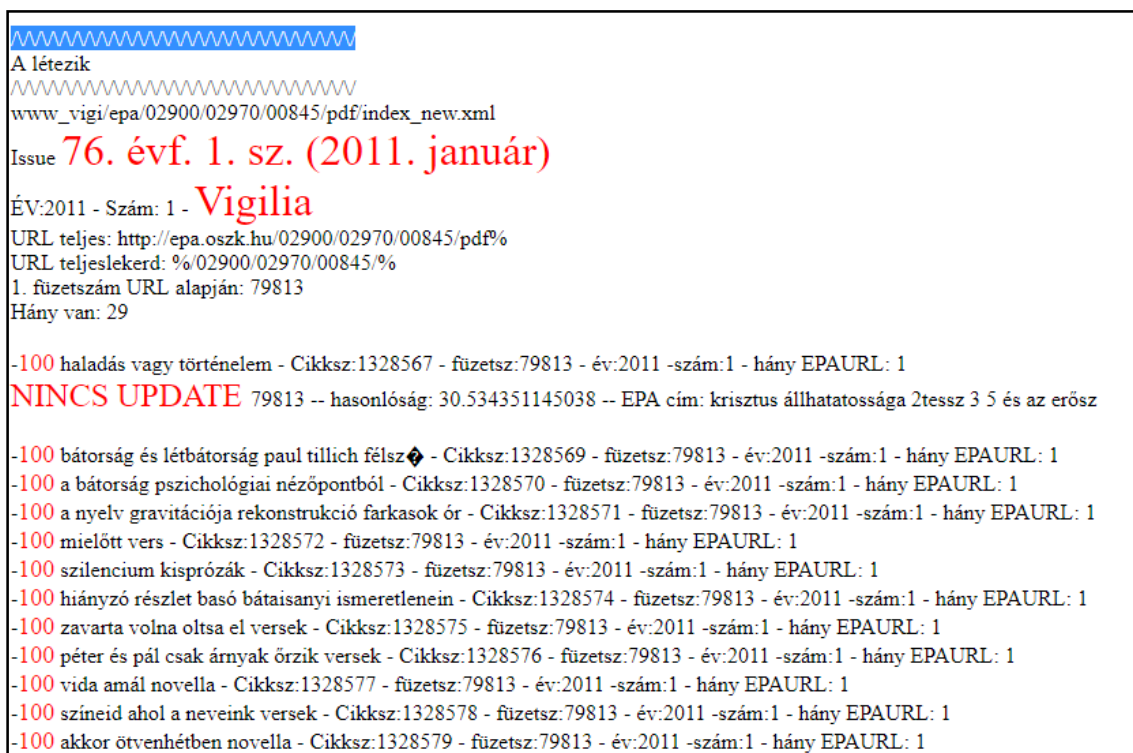 /\/\/\/\/\/\/\/\/\/\/\/\/\/\/\/\/\/\/\/\/\/\/\/\/\/\/\/
A létezik
/\/\/\/\/\/\/\/\/\/\/\/\/\/\/\/\/\/\/\/\/\/\/\/\/\/\/\/
www_vigi/epa/02900/02970/00845/pdf/index_new.xml
Issue 76. évf. 1. sz. (2011. január)
ÉV:2011 - Szám: 1 - Vigilia
URL teljes: http://epa.oszk.hu/02900/02970/00845/pdf%
URL teljeslekerd: %/02900/02970/00845/%
1. füzetszám URL alapján: 79813
Hány van: 29
-100 haladás vagy történelem - Cikksz:1328567 - füzetsz:79813 - év:2011 -szám:1 - hány EPAURL: 1
NINCS UPDATE 79813 -- hasonlóság: 30.534351145038 -- EPA cím: krisztus állhatatossága 2tessz 3 5 és az erősz
-100 bátorság és létbátorság paul tillich félsz� - Cikksz:1328569 - füzetsz:79813 - év:2011 -szám:1 - hány EPAURL: 1
-100 a bátorság pszichológiai nézőpontból - Cikksz:1328570 - füzetsz:79813 - év:2011 -szám:1 - hány EPAURL: 1
-100 a nyelv gravitációja rekonstrukció farkasok ór - Cikksz:1328571 - füzetsz:79813 - év:2011 -szám:1 - hány EPAURL: 1
-100 mielőtt vers - Cikksz:1328572 - füzetsz:79813 - év:2011 -szám:1 - hány EPAURL: 1
-100 szilencium kisprózák - Cikksz:1328573 - füzetsz:79813 - év:2011 -szám:1 - hány EPAURL: 1
-100 hiányzó részlet basó bátaisanyi ismeretlenein - Cikksz:1328574 - füzetsz:79813 - év:2011 -szám:1 - hány EPAURL: 1
-100 zavarta volna oltsa el versek - Cikksz:1328575 - füzetsz:79813 - év:2011 -szám:1 - hány EPAURL: 1
-100 péter és pál csak árnyak őrzik versek - Cikksz:1328576 - füzetsz:79813 - év:2011 -szám:1 - hány EPAURL: 1
-100 vida amál novella - Cikksz:1328577 - füzetsz:79813 - év:2011 -szám:1 - hány EPAURL: 1
-100 színeid ahol a neveink versek - Cikksz:1328578 - füzetsz:79813 - év:2011 -szám:1 - hány EPAURL: 1
-100 akkor ötvenhétben novella - Cikksz:1328579 - füzetsz:79813 - év:2011 -szám:1 - hány EPAURL: 1